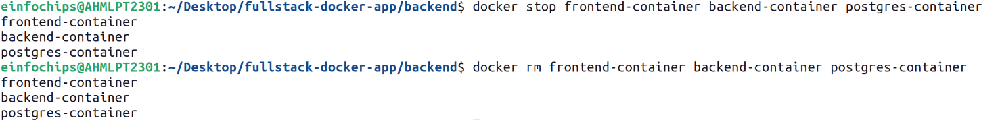 einfochips@AHMLPT2301:~/Desktop/fullstack-docker-app/backend$ docker stop frontend-container backend-container postgres-container
frontend-container
backend-container
postgres-container
einfochips@AHMLPT2301:~/Desktop/fullstack-docker-app/backend$ docker rm frontend-container backend-container postgres-container
frontend-container
backend-container
postgres-container